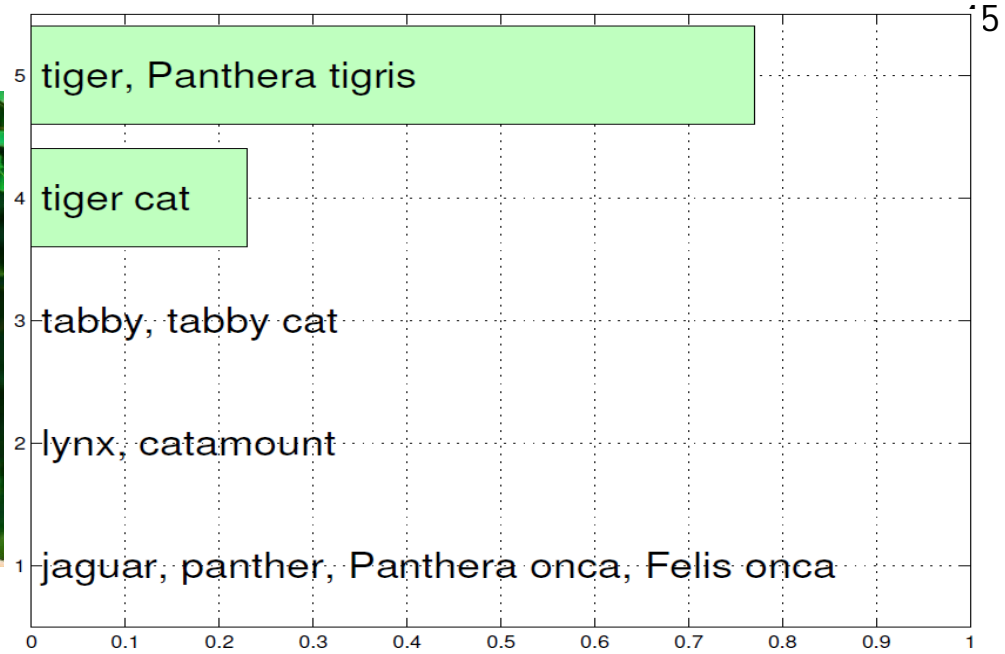 5
5 tiger, Panthera tigris
4 tiger cat
3 tabby, tabby cat
2 lynx, catamount
1 jaguar, panther, Panthera onca, Felis onca
0 0.1 0.2 0.3 0.4 0.5 0.6 0.7 0.8 0.9 1